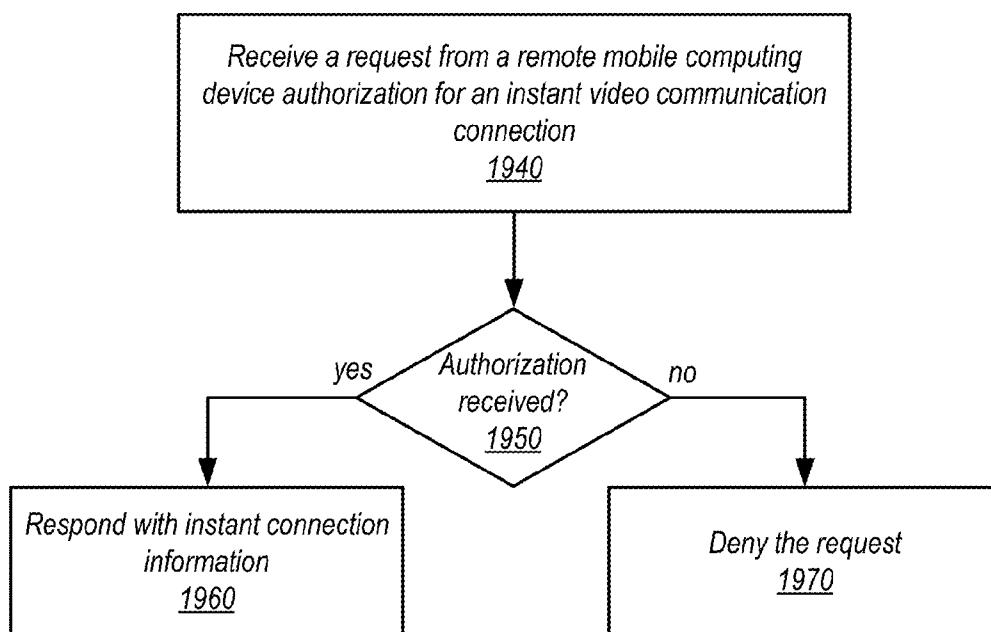 Receive a request from a remote mobile computing
device authorization for an instant video communication
connection
1940
yes
Authorization
received?
1950
no
Respond with instant connection
information
1960
Deny the request
1970